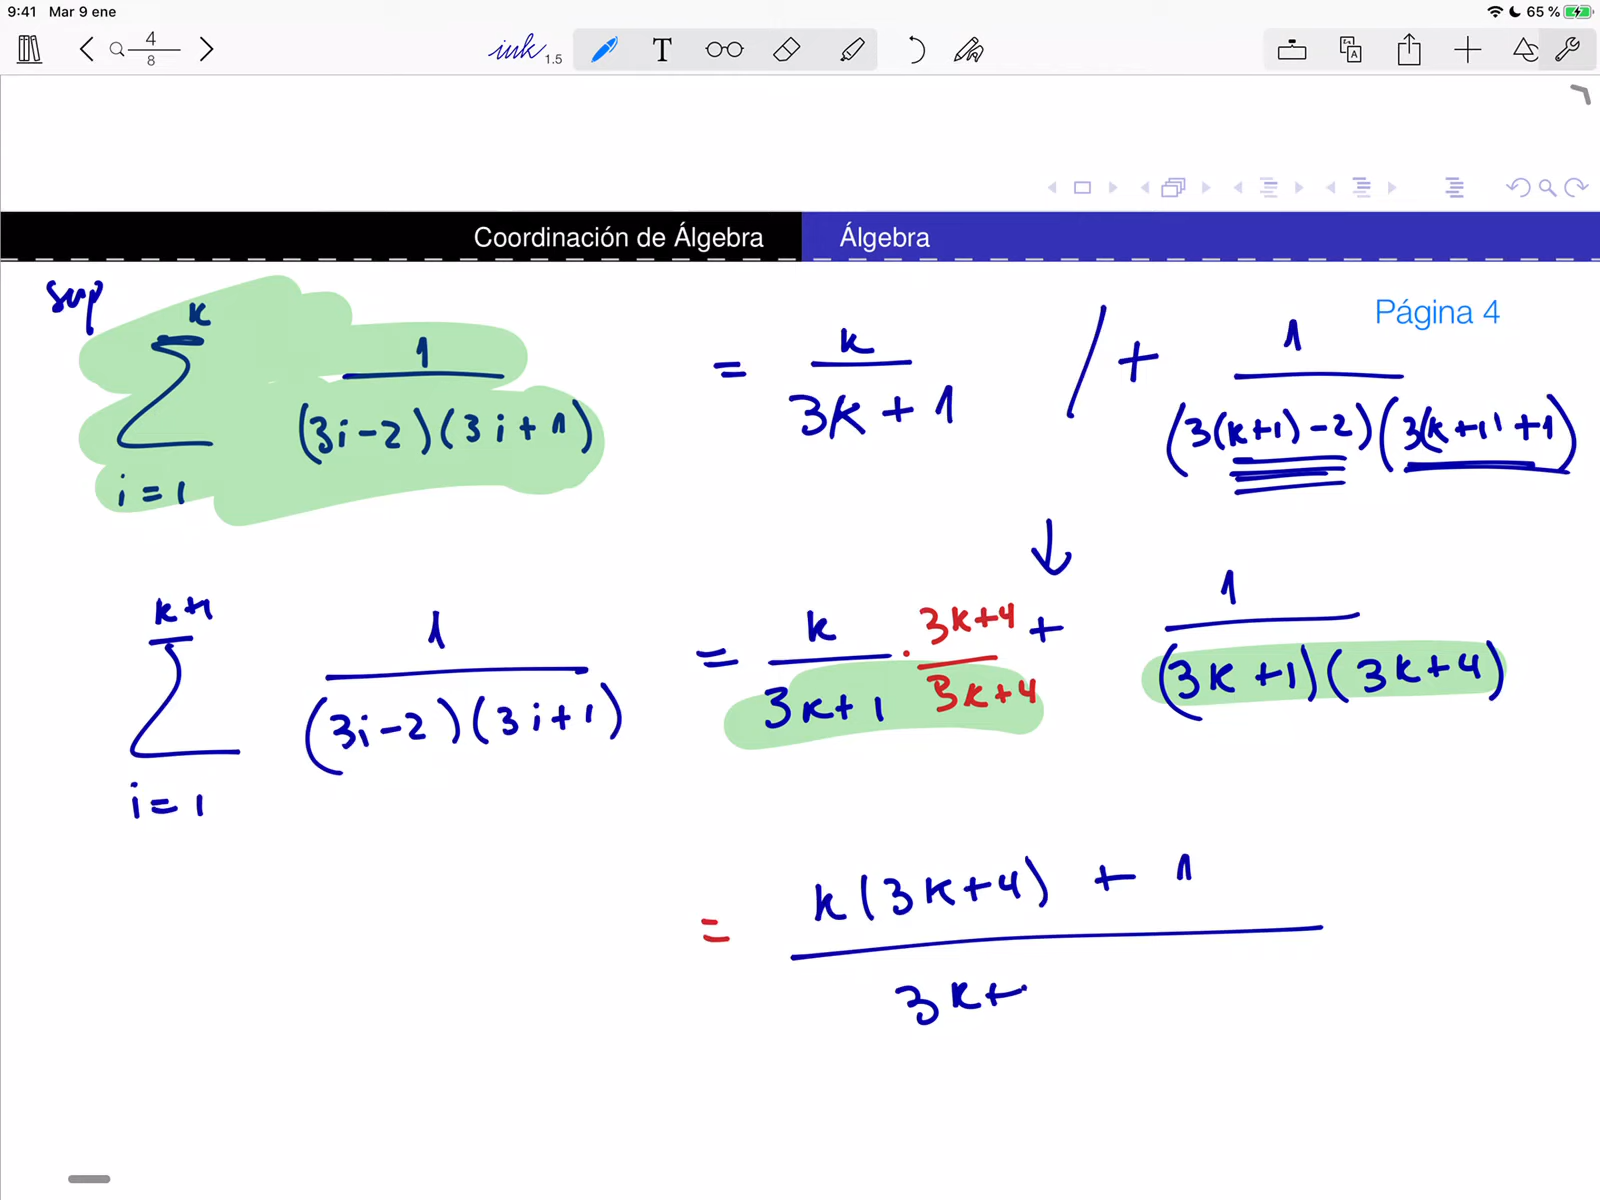 9:41 Mar 9 ene 65 %
4
8
ink 1.5 T
Coordinación de Álgebra Álgebra
Página 4
sup
k
∑ 1/((3i-2)(3i+1)) = k/(3k+1) / + 1/((3(k+1)-2)(3(k+1)+1))
i = 1
↓
k+1
∑ 1/((3i-2)(3i+1)) = k/(3k+1) · (3k+4)/(3k+4) + 1/((3k+1)(3k+4))
i = 1
= k(3k+4) + 1
3k+